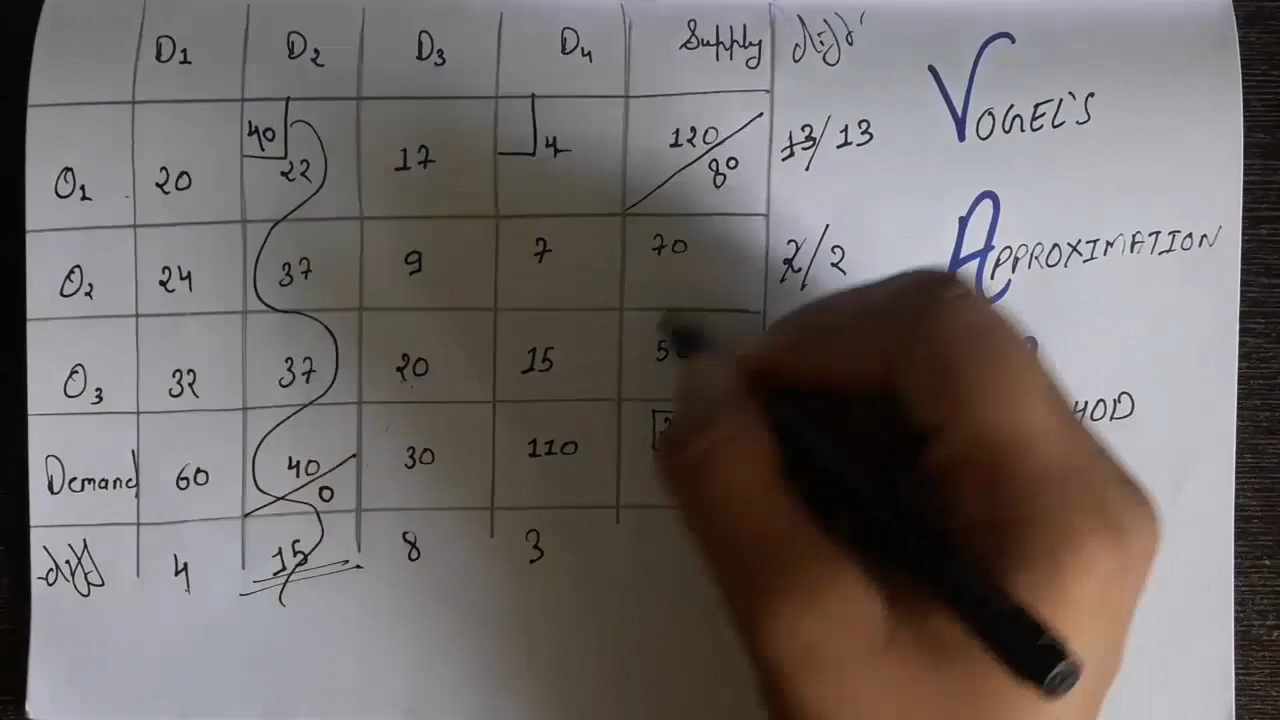 D1 D2 D3 D4 Supply diff
O1 20 40 22 17 4 120 80 13/13
O2 24 37 9 7 70 2/2
O3 32 37 20 15
Demand 60 40 0 30 110
diff 4 15 8 3
VOGEL'S
APPROXIMATION